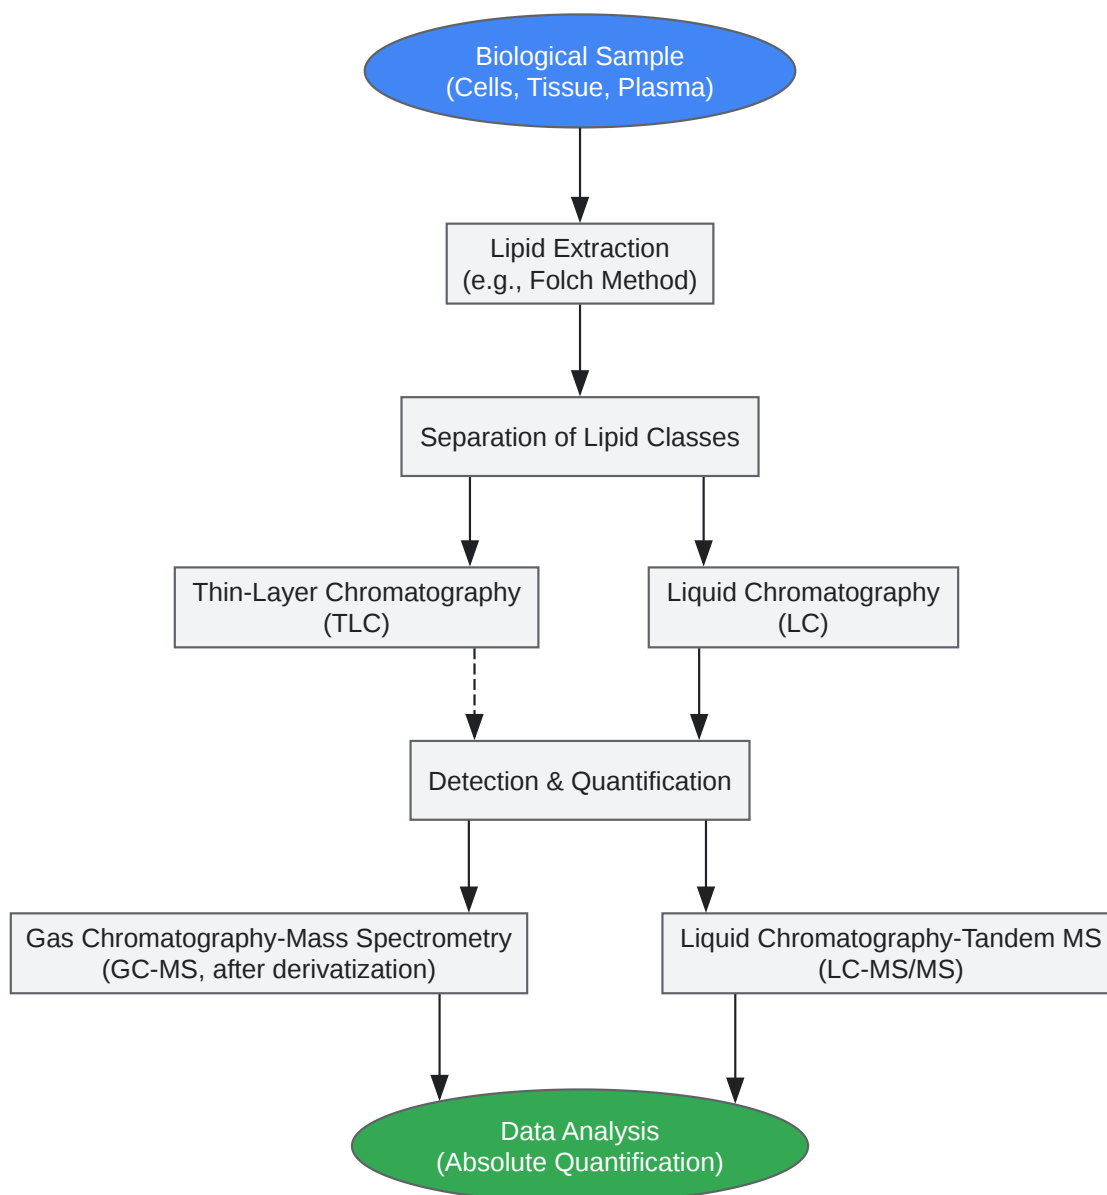 Biological Sample
(Cells, Tissue, Plasma)
Lipid Extraction
(e.g., Folch Method)
Separation of Lipid Classes
Thin-Layer Chromatography
(TLC)
Liquid Chromatography
(LC)
Detection & Quantification
Gas Chromatography-Mass Spectrometry
(GC-MS, after derivatization)
Liquid Chromatography-Tandem MS
(LC-MS/MS)
Data Analysis
(Absolute Quantification)